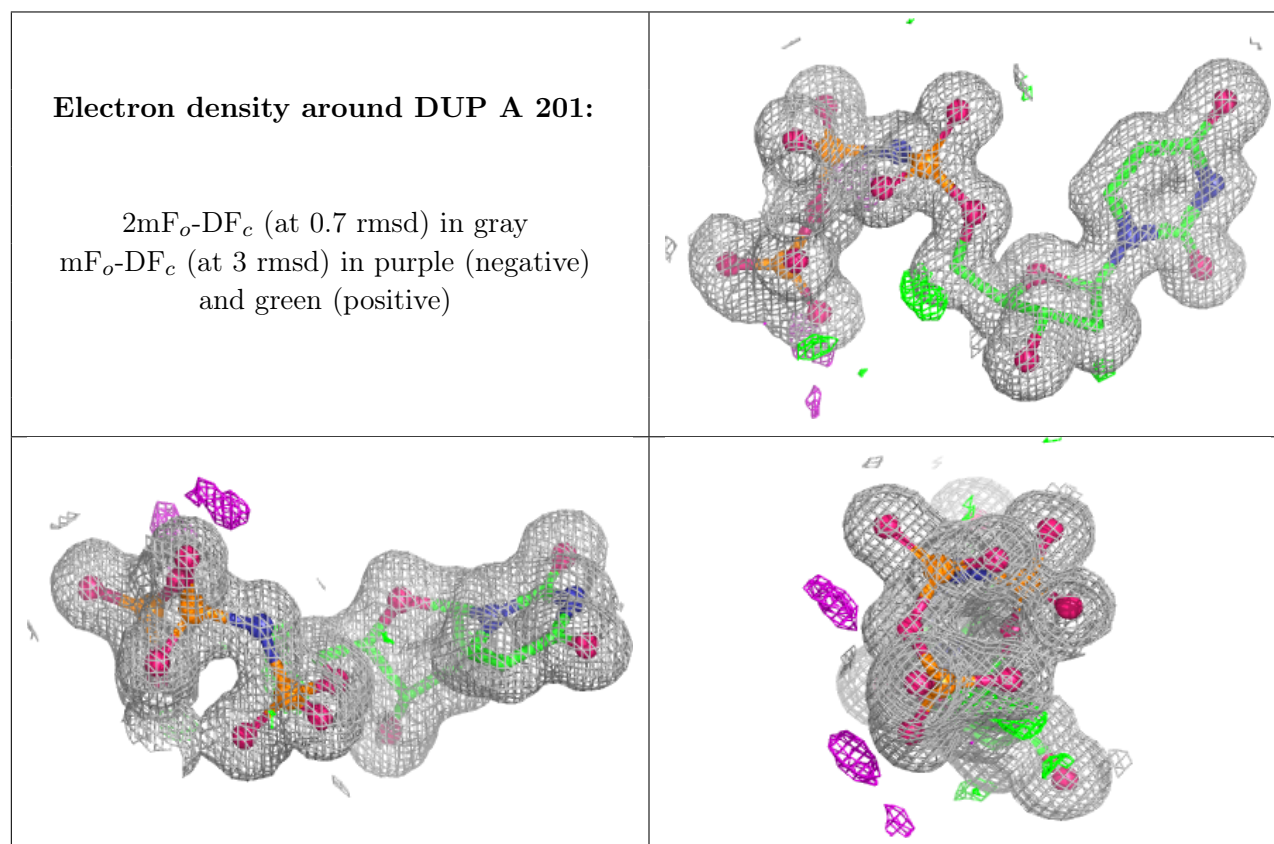 Electron density around DUP A 201:
2mFo-DFc (at 0.7 rmsd) in gray
mFo-DFc (at 3 rmsd) in purple (negative)
and green (positive)